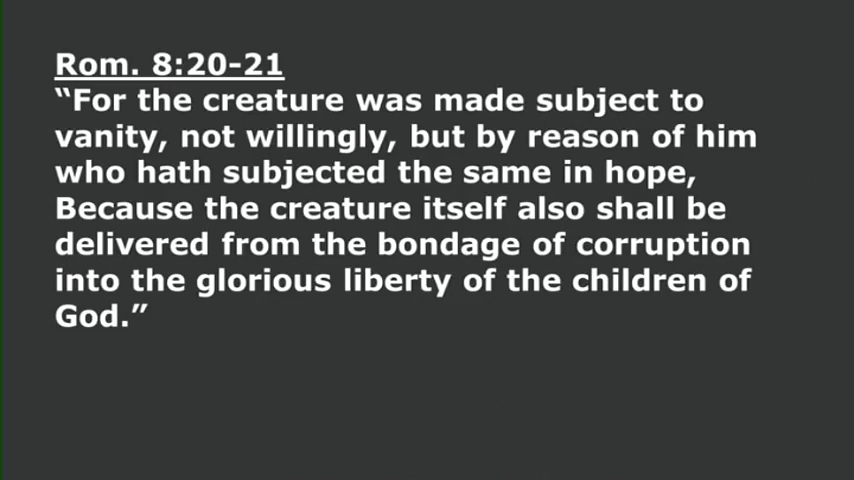 Rom. 8:20-21
“For the creature was made subject to
vanity, not willingly, but by reason of him
who hath subjected the same in hope,
Because the creature itself also shall be
delivered from the bondage of corruption
into the glorious liberty of the children of
God.”